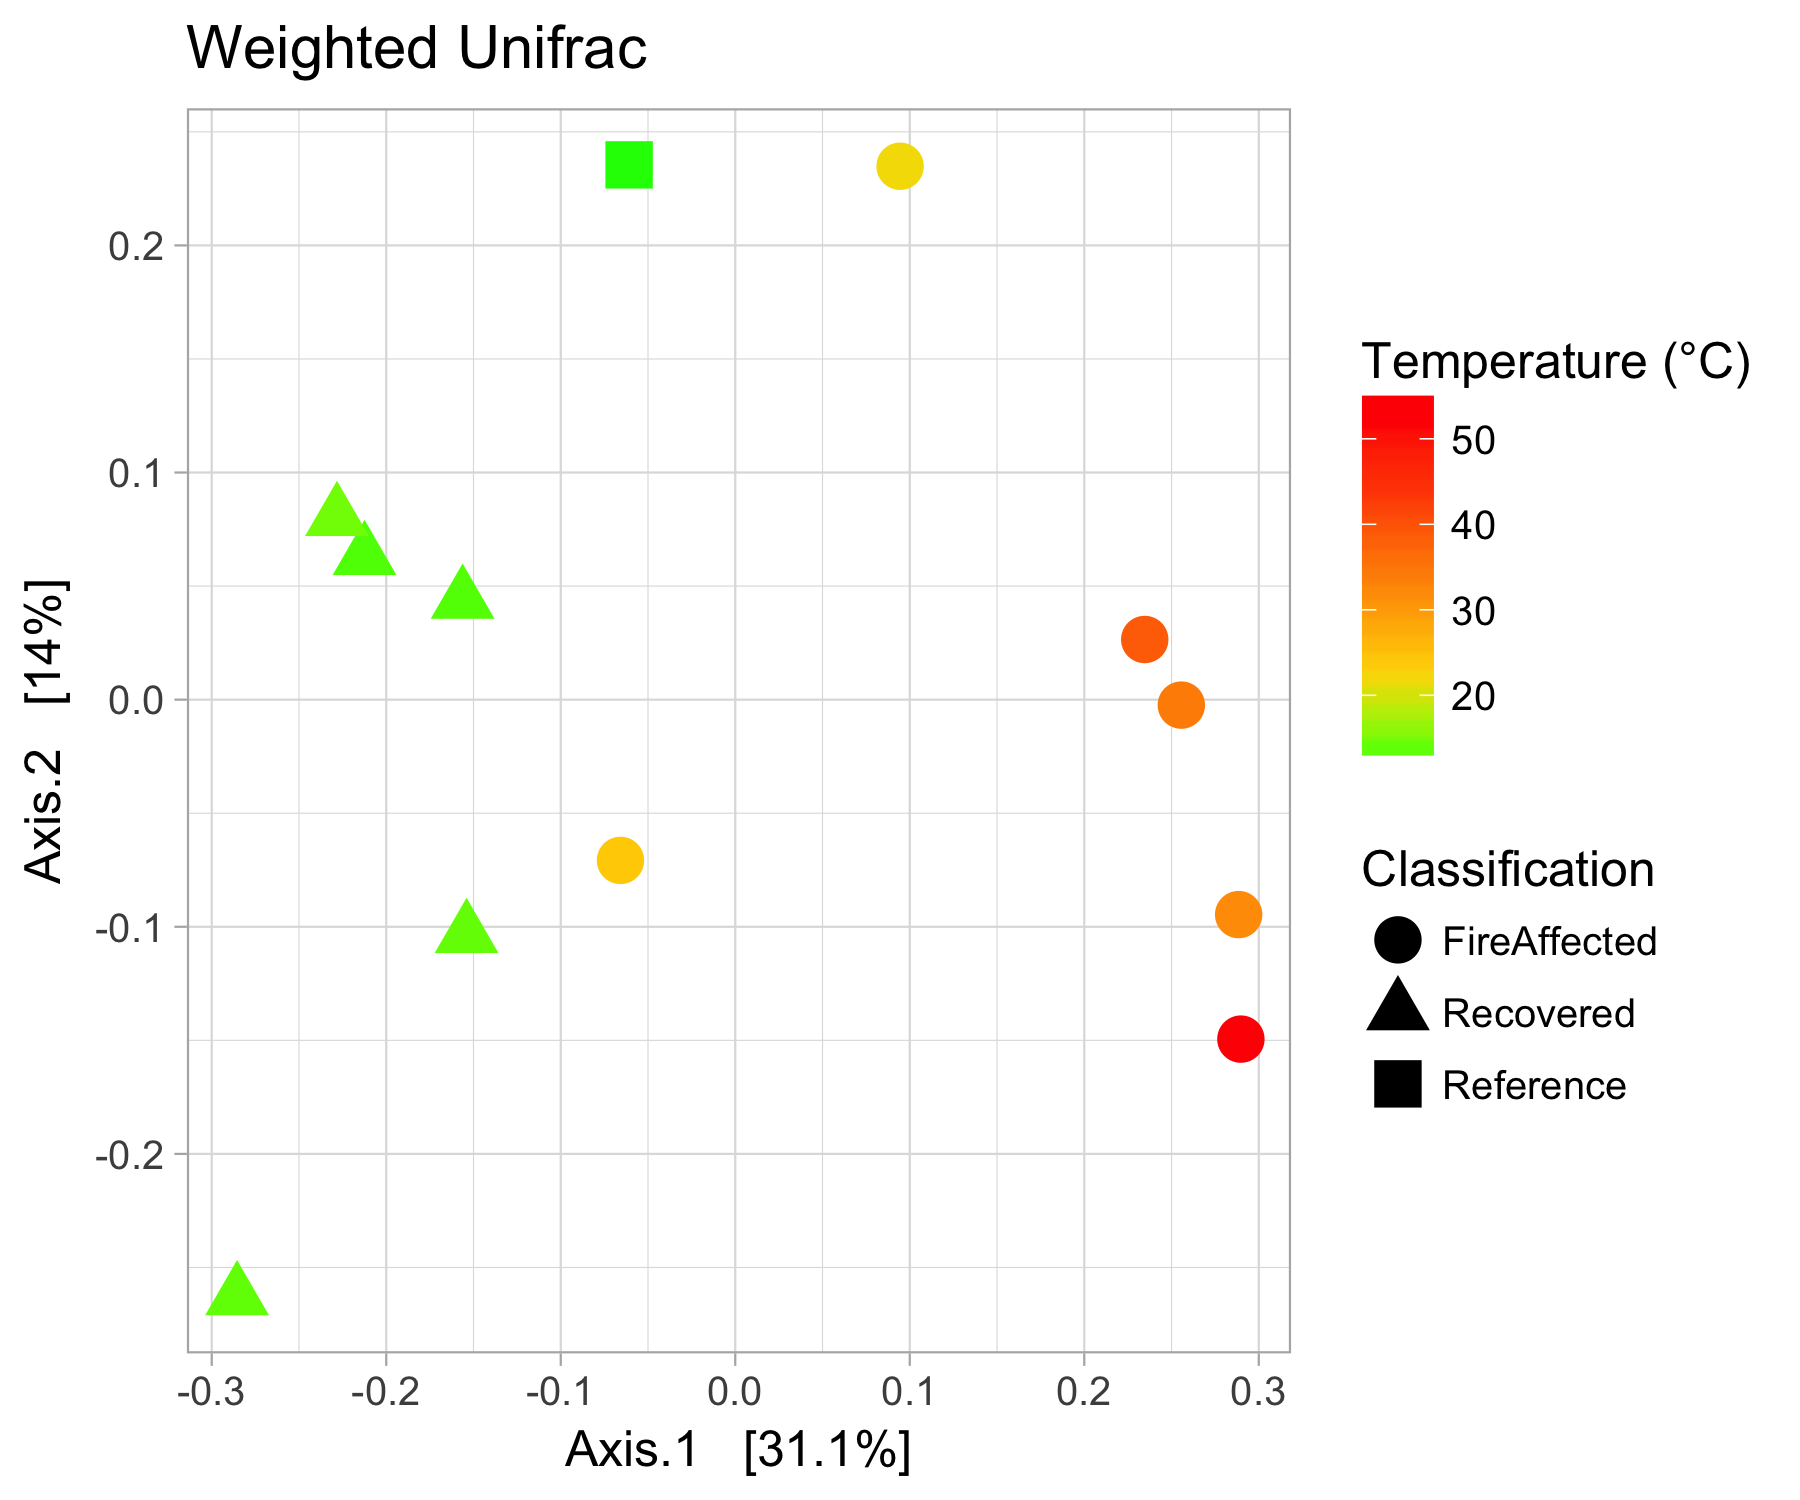 Weighted Unifrac
0.2
0.1
0.0
-0.1
-0.2
Axis.2 [14%]
-0.3 -0.2 -0.1 0.0 0.1 0.2 0.3
Axis.1 [31.1%]
Temperature (°C)
50
40
30
20
Classification
FireAffected
Recovered
Reference